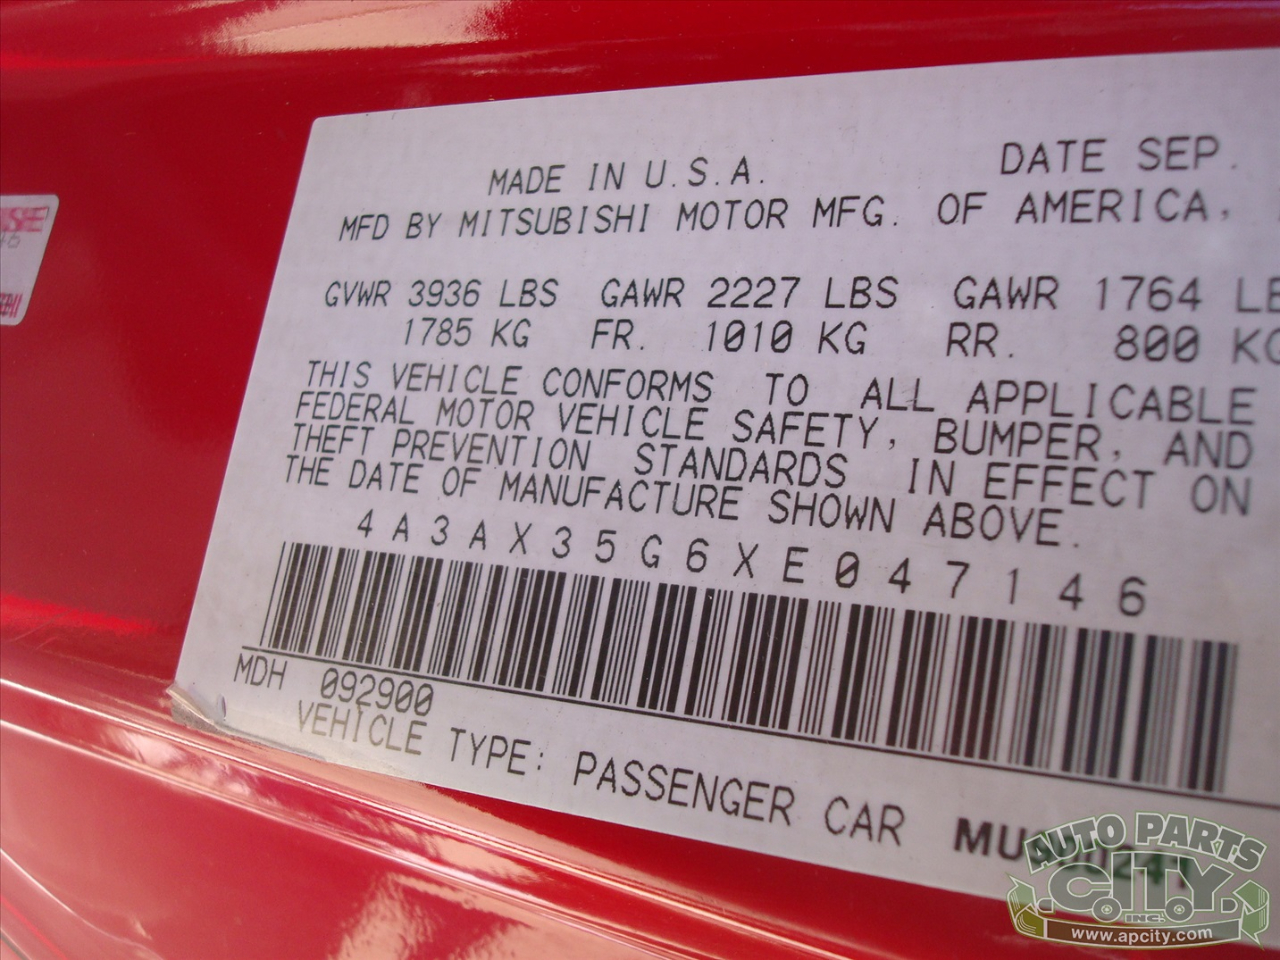 MADE IN U.S.A. DATE SEP.
MFD BY MITSUBISHI MOTOR MFG. OF AMERICA,
GVWR 3936 LBS GAWR 2227 LBS GAWR 1764
1785 KG FR. 1010 KG RR. 800 KG
THIS VEHICLE CONFORMS TO ALL APPLICABLE
FEDERAL MOTOR VEHICLE SAFETY, BUMPER, AND
THEFT PREVENTION STANDARDS IN EFFECT ON
THE DATE OF MANUFACTURE SHOWN ABOVE.
4A3AX35G6XE047146
MDH 092900
VEHICLE TYPE: PASSENGER CAR
AUTO PARTS
C.I.T.Y.
INC.
www.apcity.com